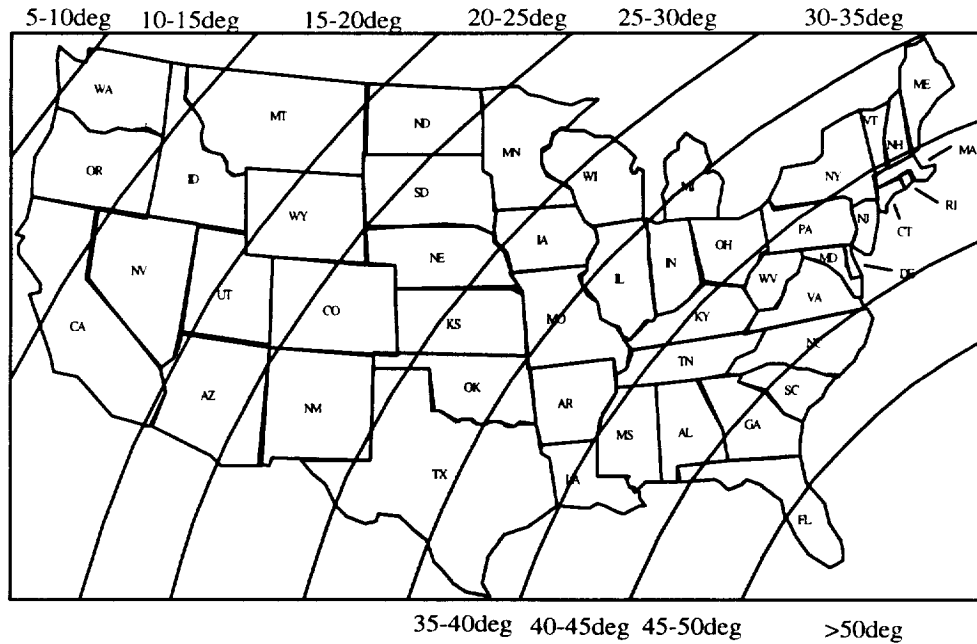 5-10deg 10-15deg 15-20deg 20-25deg 25-30deg 30-35deg
WA
MT
ND
MN
ME
VT
NH
MA
OR
ID
WY
SD
WI
MI
NY
RI
CT
NV
UT
CO
NE
IA
IL
IN
OH
PA
NJ
MD
DE
WV
VA
CA
KS
MO
KY
AZ
NM
OK
AR
TN
NC
SC
TX
LA
MS
AL
GA
FL
35-40deg 40-45deg 45-50deg >50deg